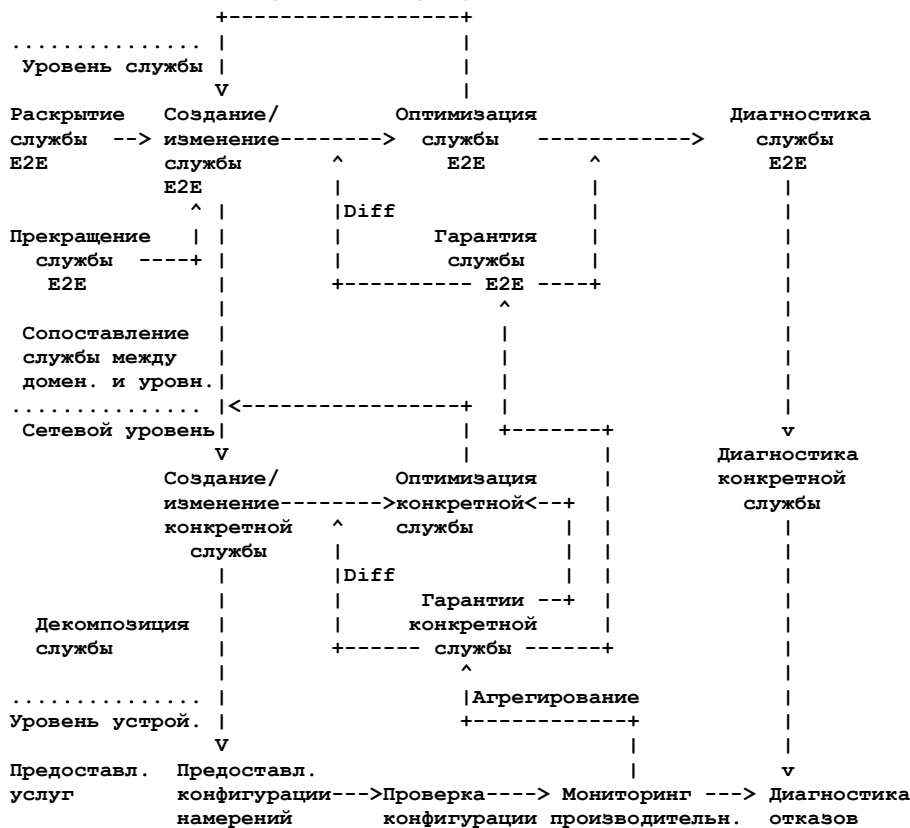 +------------------+
............... |                  |
Уровень службы |                  |
V                  |
Раскрытие Создание/ Оптимизация Диагностика
службы --> изменение--------> службы ------------> службы
E2E службы ^ E2E ^ E2E
E2E | | |
^ | |Diff | |
Прекращение | | | Гарантия | |
службы ----+ | | службы | |
E2E | +---------- E2E ----+ |
| ^ |
Сопоставление | | |
службы между | | |
домен. и уровн.| | |
............... |<-----------------+ | |
Сетевой уровень| | +-------+ v
V | | Диагностика
Создание/ Оптимизация | конкретной
изменение-------->конкретной<--+ | службы
конкретной ^ службы | | |
службы | | | |
| |Diff | | |
| | Гарантии --+ | |
Декомпозиция | | конкретной | |
службы | +------ службы ------+ |
| ^ |
............... | |Агрегирование |
Уровень устрой. | +------------+ |
V | |
Предоставл. Предоставл. | v
услуг конфигурации--->Проверка----> Мониторинг ---> Диагностика
намерений конфигурации производительн. отказов